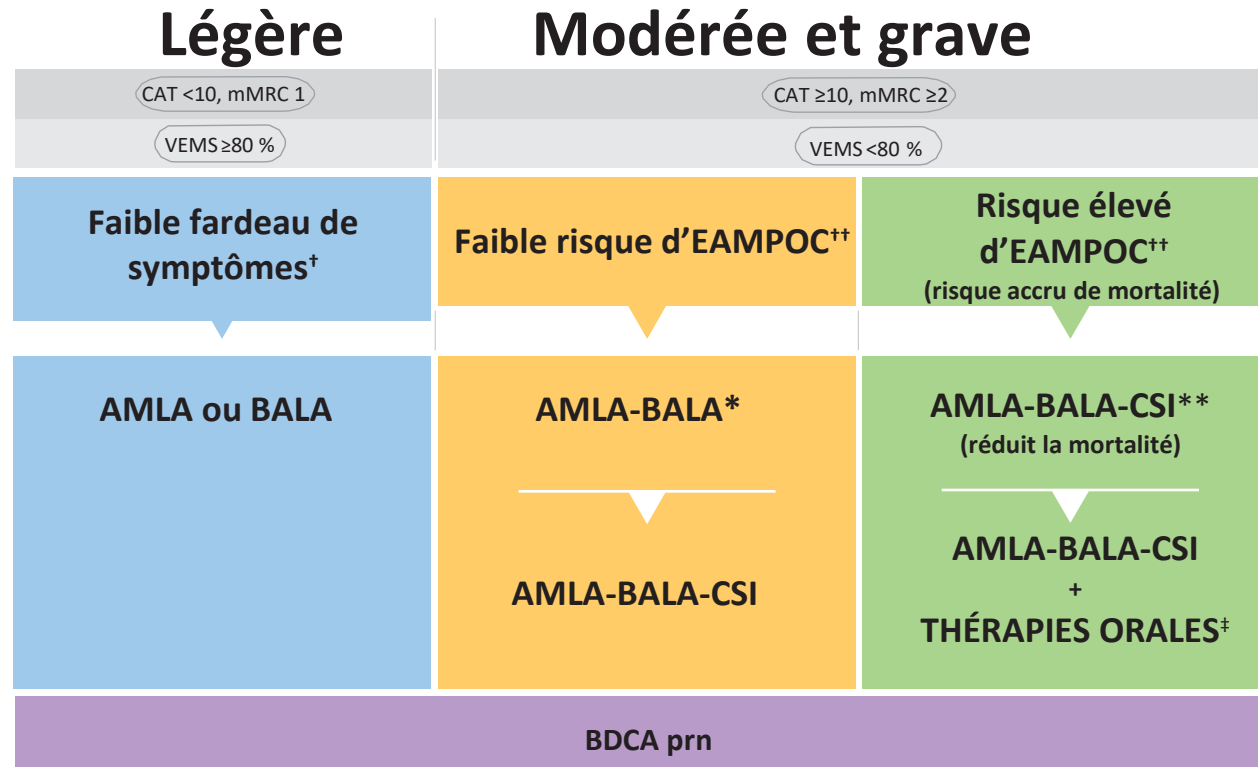 Légère
Modérée et grave
CAT <10, mMRC 1
CAT ≥10, mMRC ≥2
VEMS ≥80 %
VEMS <80 %
Faible fardeau de
symptômes†
Faible risque d’EAMPOC††
Risque élevé
d’EAMPOC††
(risque accru de mortalité)
AMLA ou BALA
AMLA-BALA*
AMLA-BALA-CSI
AMLA-BALA-CSI**
(réduit la mortalité)
AMLA-BALA-CSI
+
THÉRAPIES ORALES‡
BDCA prn